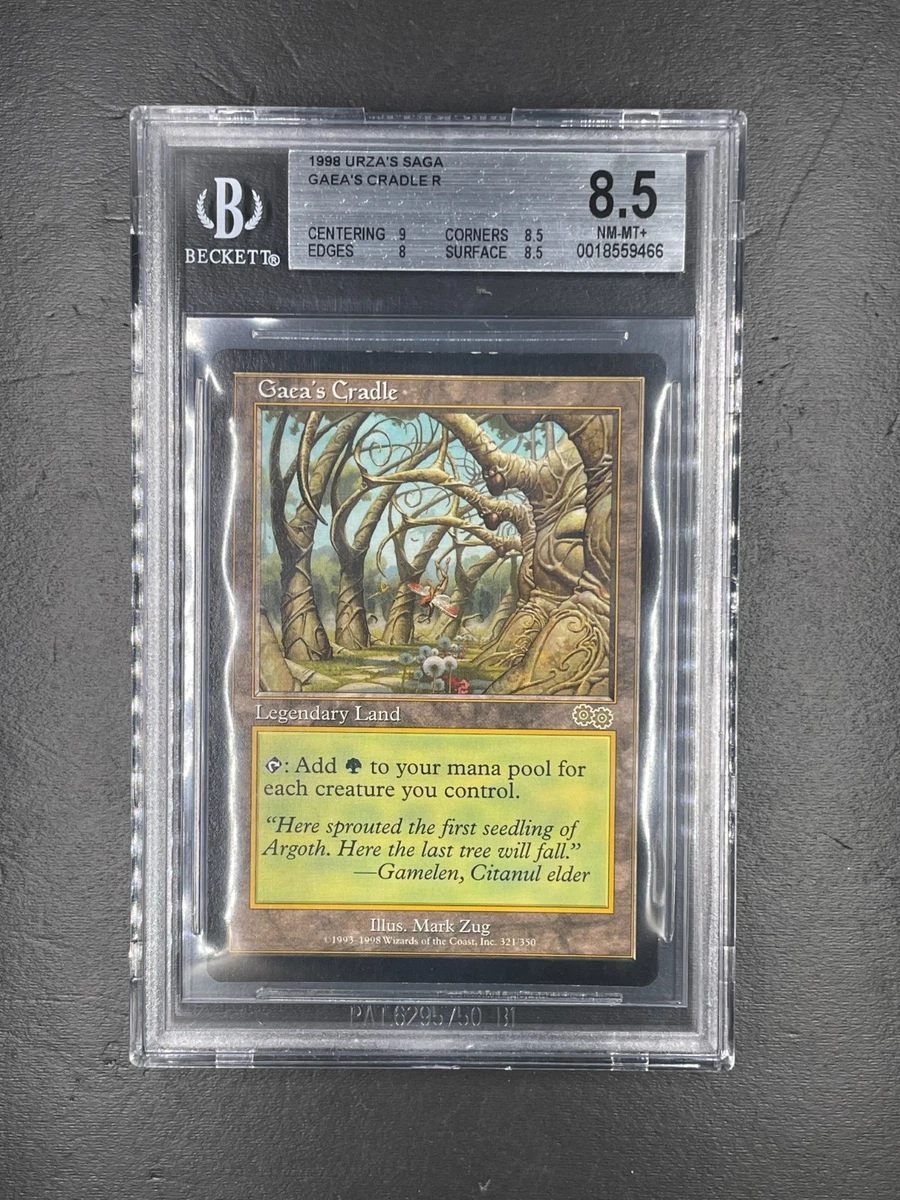 1998 URZA'S SAGA
GAEA'S CRADLE R
8.5
CENTERING 9 CORNERS 8.5
NM-MT+
EDGES 8 SURFACE 8.5
0018559466
B
BECKETT®
Gaea's Cradle
Legendary Land
: Add to your mana pool for
each creature you control.
“Here sprouted the first seedling of
Argoth. Here the last tree will fall.”
—Gamelen, Citanul elder
Illus. Mark Zug
©1993–1998 Wizards of the Coast, Inc. 321/350